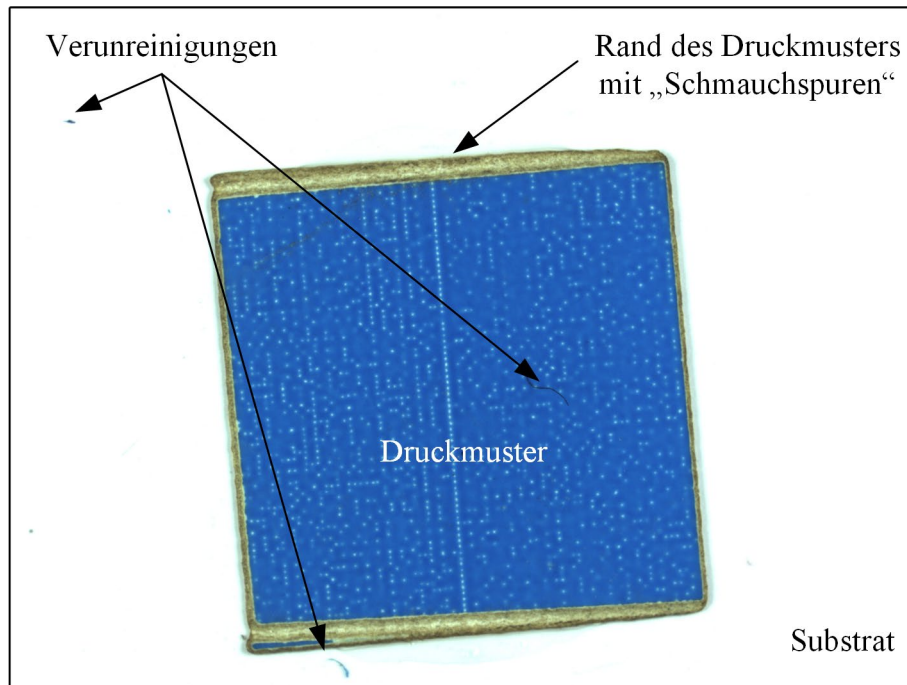 Verunreinigungen
Rand des Druckmusters
mit „Schmauchspuren“
Druckmuster
Substrat